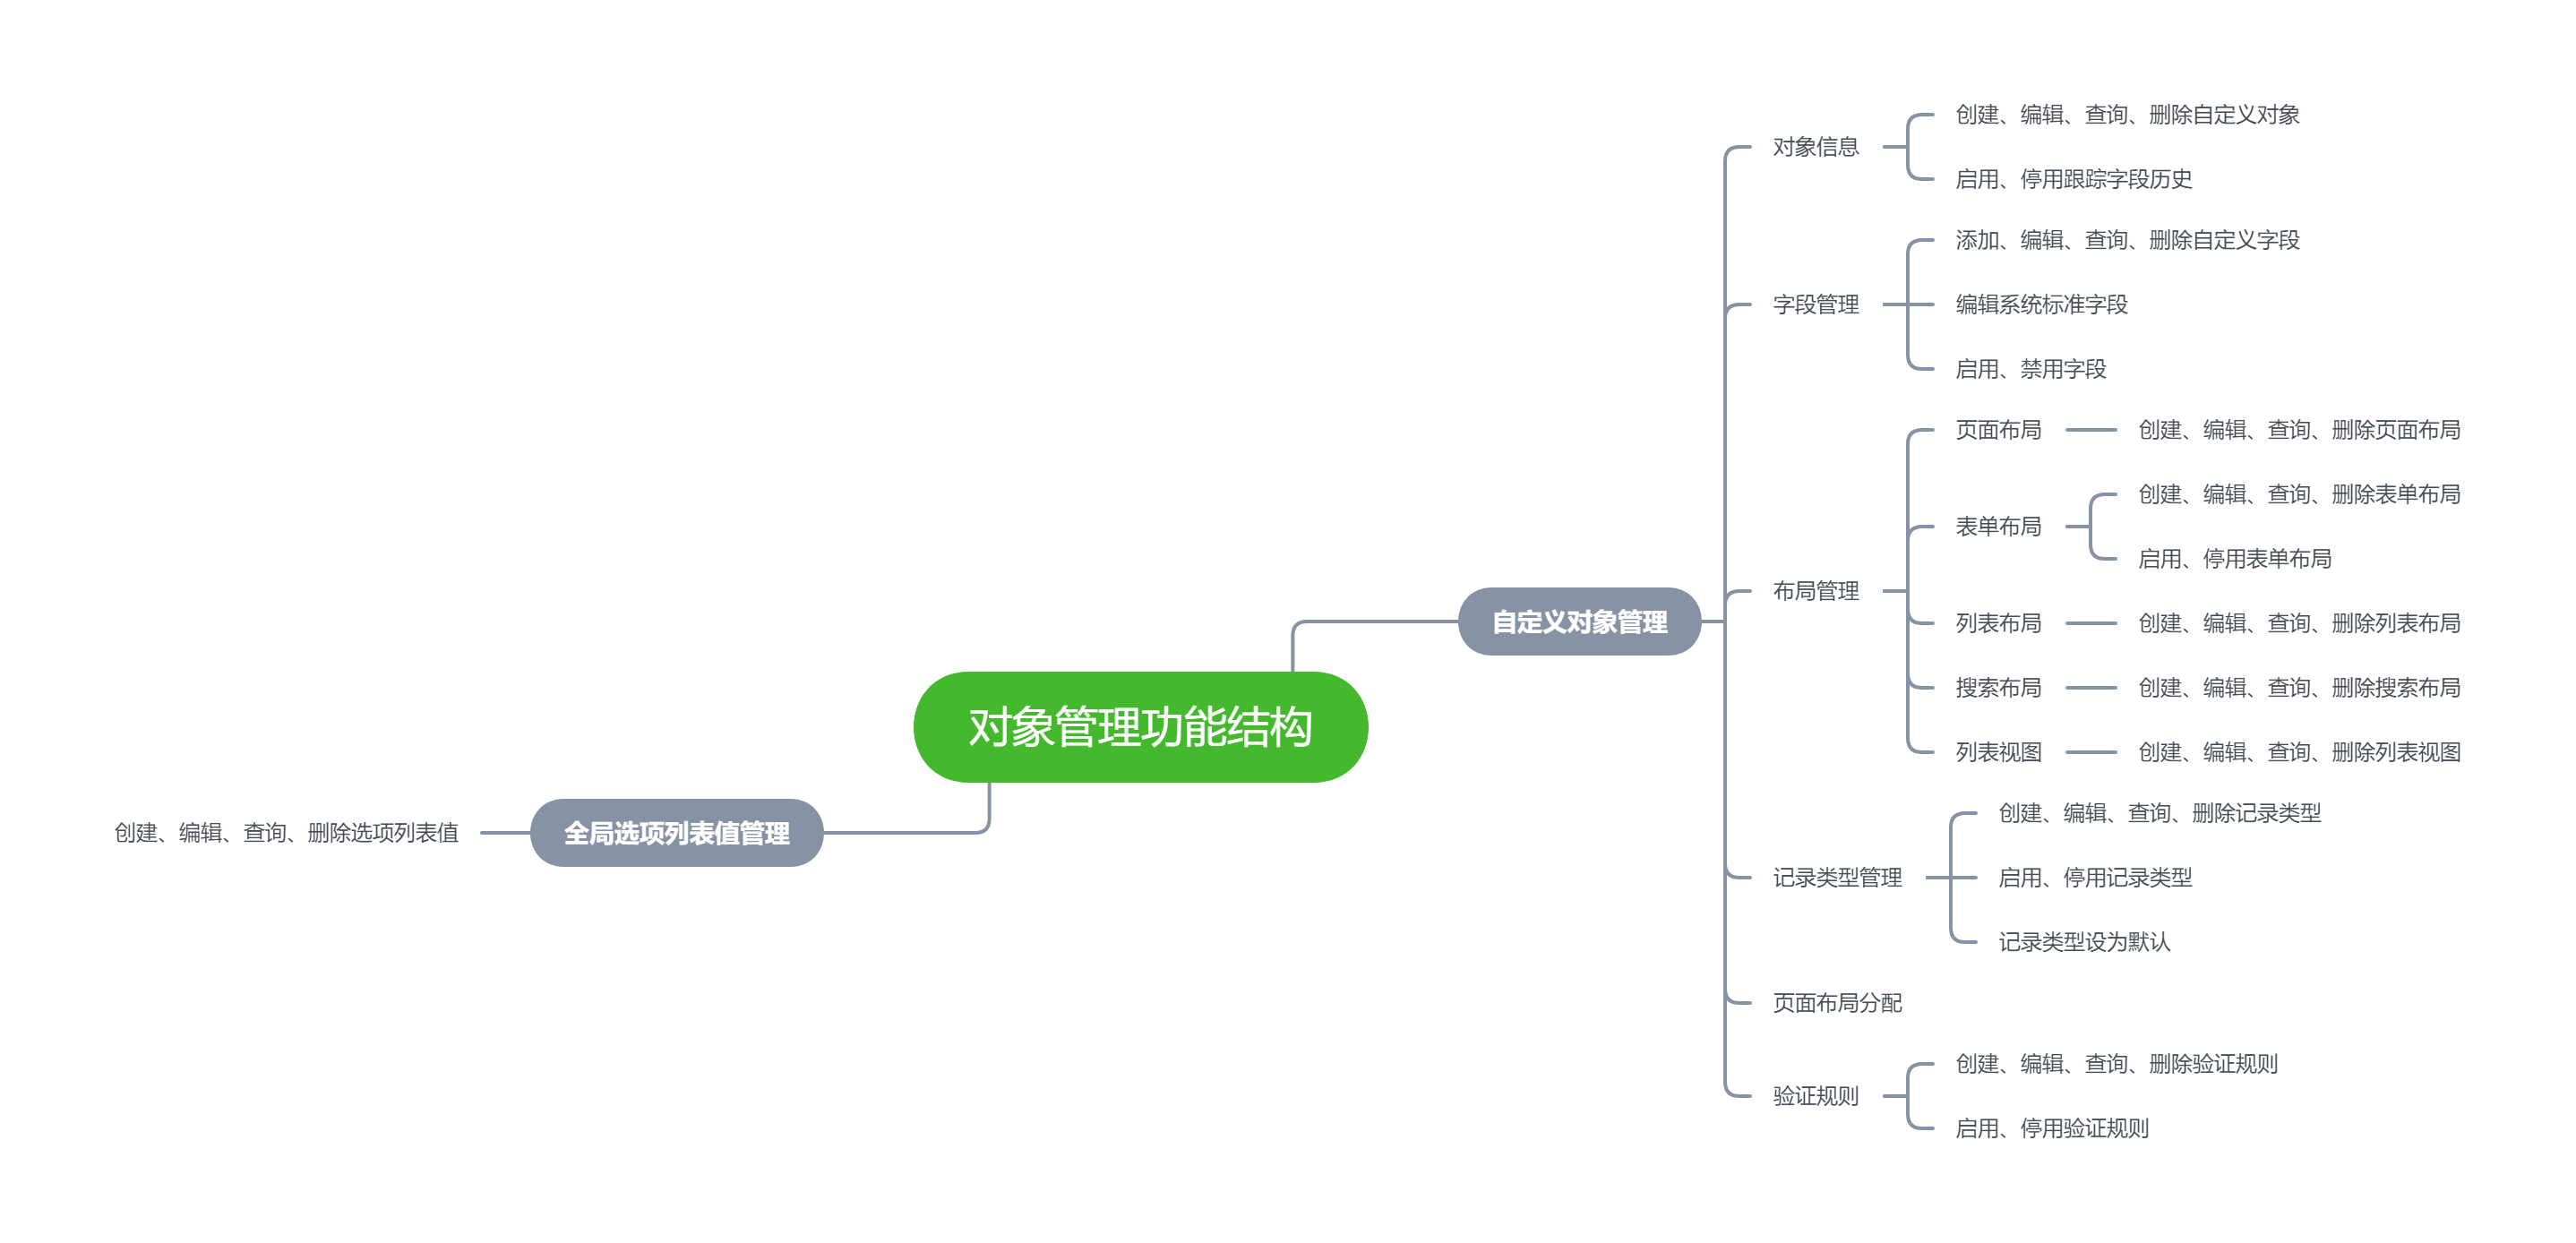 对象管理功能结构
自定义对象管理
对象信息
创建、编辑、查询、删除自定义对象
启用、停用跟踪字段历史
字段管理
添加、编辑、查询、删除自定义字段
编辑系统标准字段
启用、禁用字段
布局管理
页面布局
创建、编辑、查询、删除页面布局
表单布局
创建、编辑、查询、删除表单布局
启用、停用表单布局
列表布局
创建、编辑、查询、删除列表布局
搜索布局
创建、编辑、查询、删除搜索布局
列表视图
创建、编辑、查询、删除列表视图
记录类型管理
创建、编辑、查询、删除记录类型
启用、停用记录类型
记录类型设为默认
页面布局分配
验证规则
创建、编辑、查询、删除验证规则
启用、停用验证规则
全局选项列表值管理
创建、编辑、查询、删除选项列表值